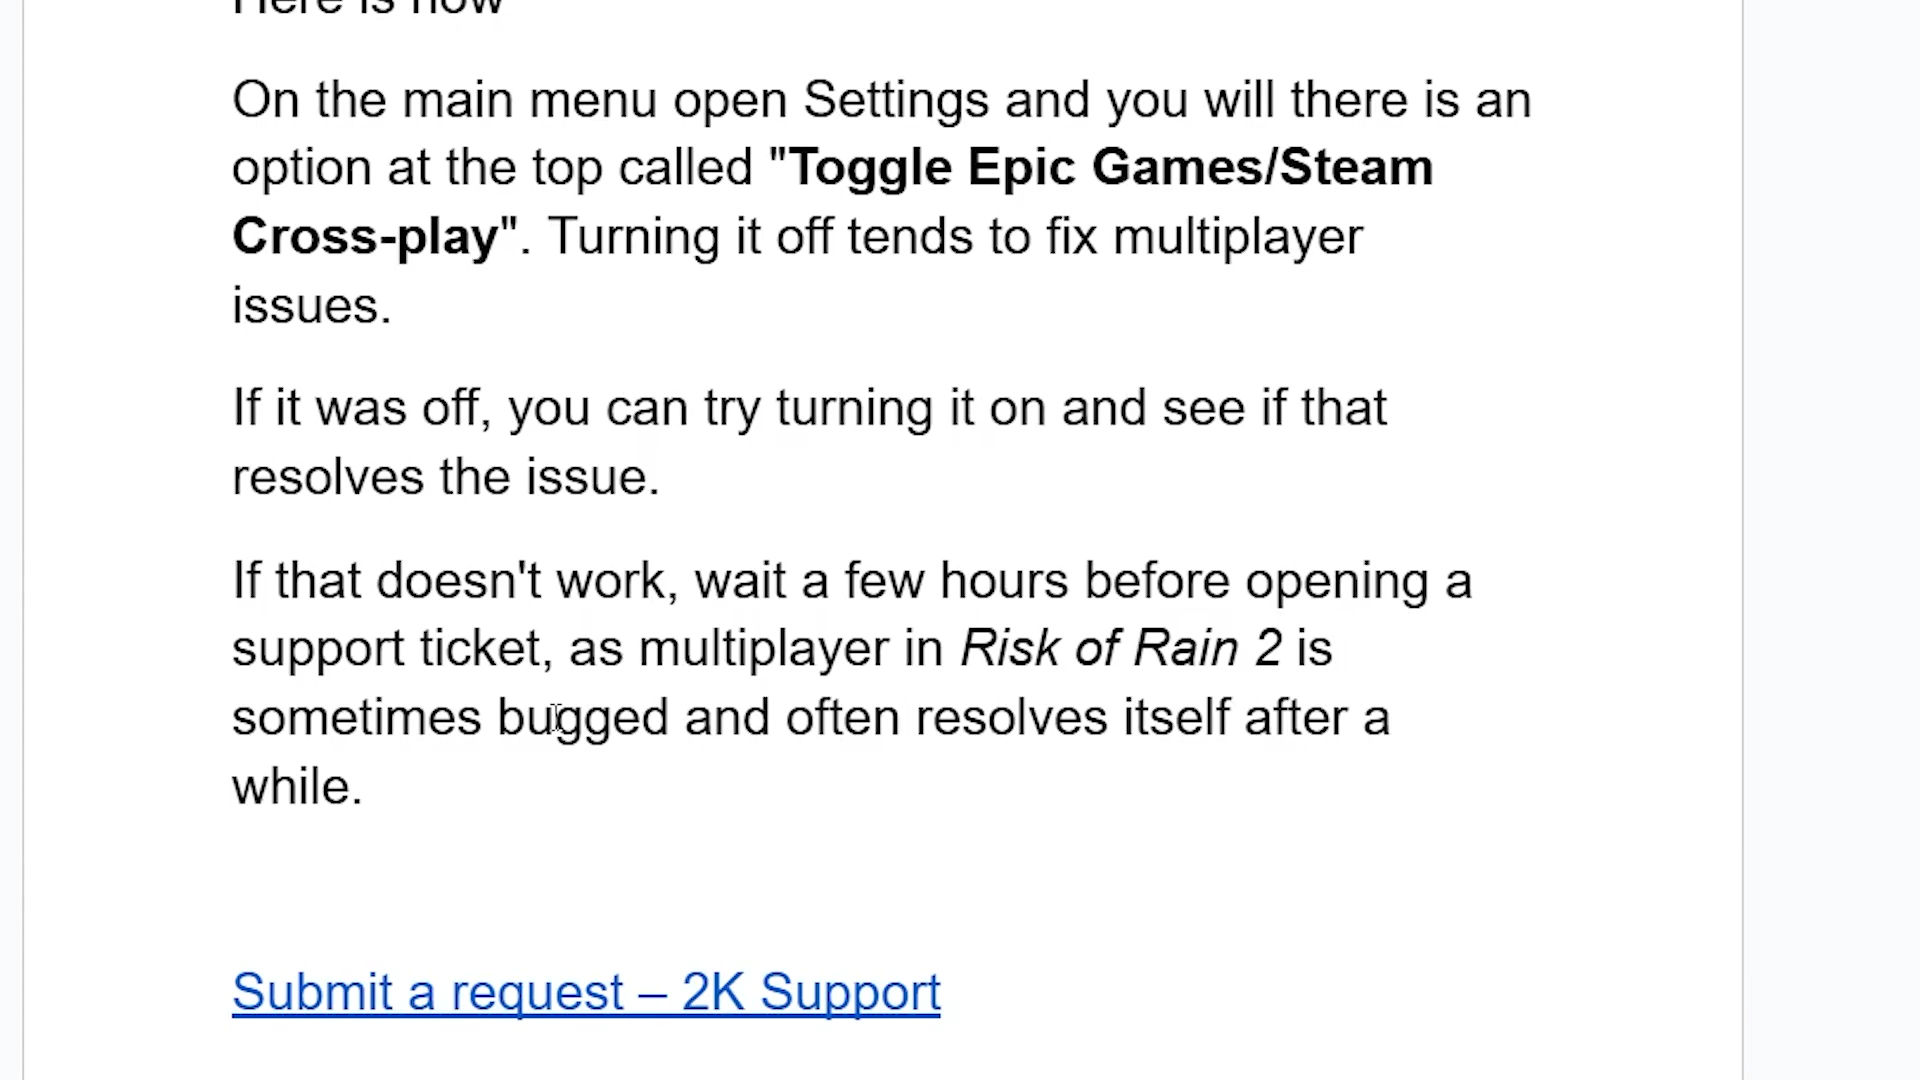 Here is how
On the main menu open Settings and you will there is an
option at the top called "Toggle Epic Games/Steam
Cross-play". Turning it off tends to fix multiplayer
issues.
If it was off, you can try turning it on and see if that
resolves the issue.
If that doesn't work, wait a few hours before opening a
support ticket, as multiplayer in Risk of Rain 2 is
sometimes bugged and often resolves itself after a
while.
Submit a request – 2K Support